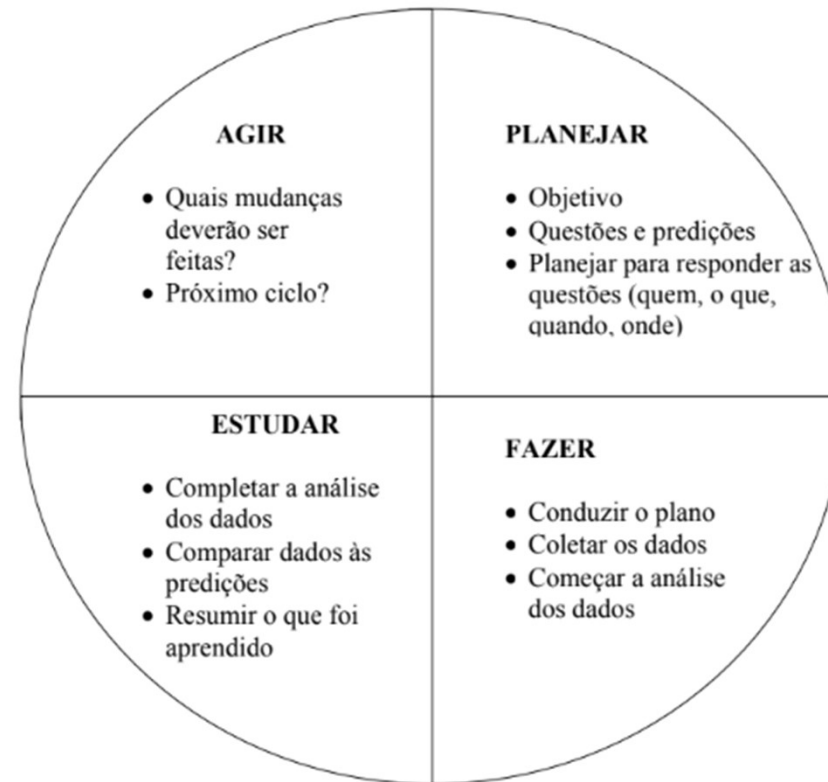 AGIR
• Quais mudanças
deverão ser
feitas?
• Próximo ciclo?
PLANEJAR
• Objetivo
• Questões e predições
• Planejar para responder as
questões (quem, o que,
quando, onde)
ESTUDAR
• Completar a análise
dos dados
• Comparar dados às
predições
• Resumir o que foi
aprendido
FAZER
• Conduzir o plano
• Coletar os dados
• Começar a análise
dos dados